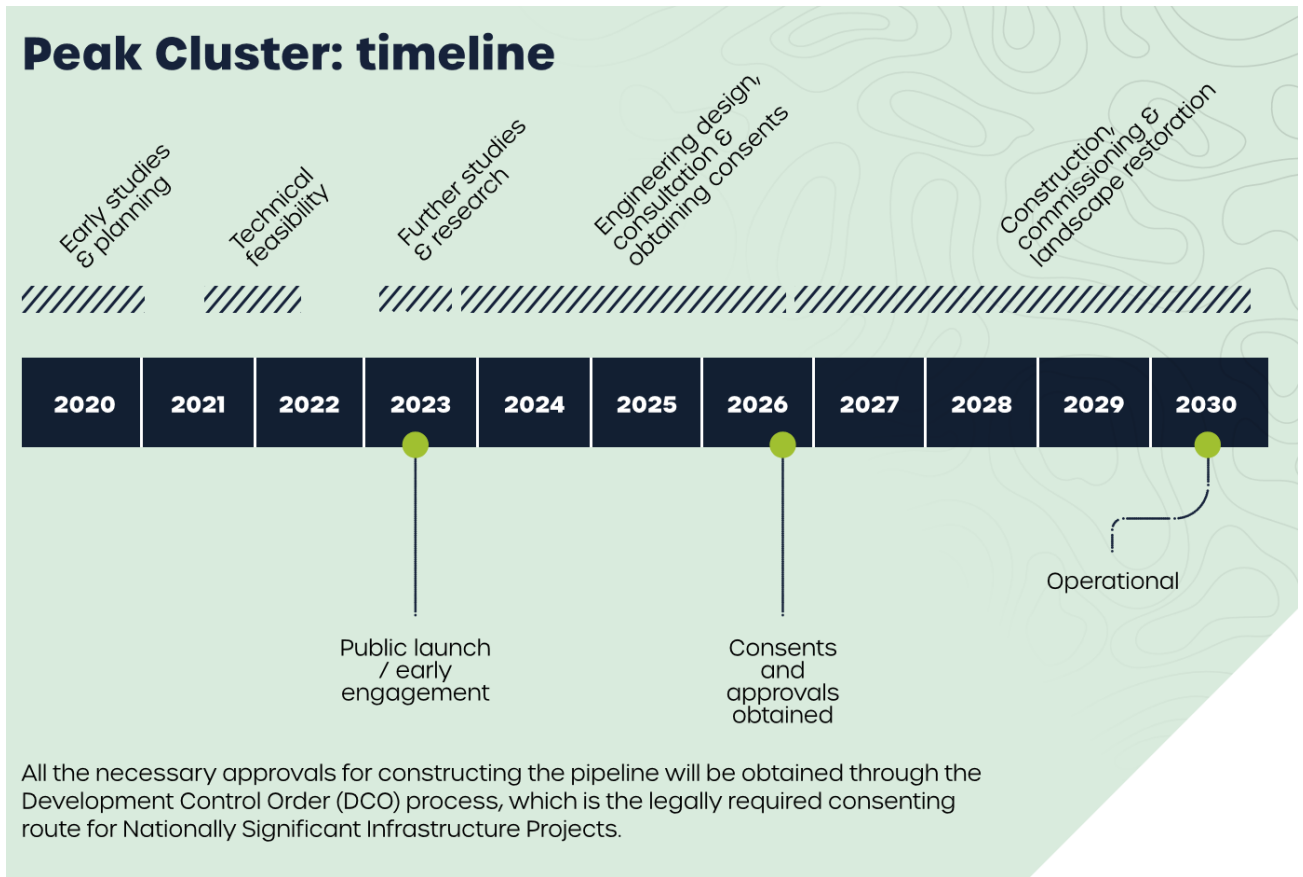 Peak Cluster: timeline
Early studies
& planning
Technical
feasibility
Further studies
& research
Engineering design,
consultation &
obtaining consents
Construction,
commissioning &
landscape restoration
2020
2021
2022
2023
2024
2025
2026
2027
2028
2029
2030
Public launch
/ early
engagement
Consents
and
approvals
obtained
Operational
All the necessary approvals for constructing the pipeline will be obtained through the
Development Control Order (DCO) process, which is the legally required consenting
route for Nationally Significant Infrastructure Projects.